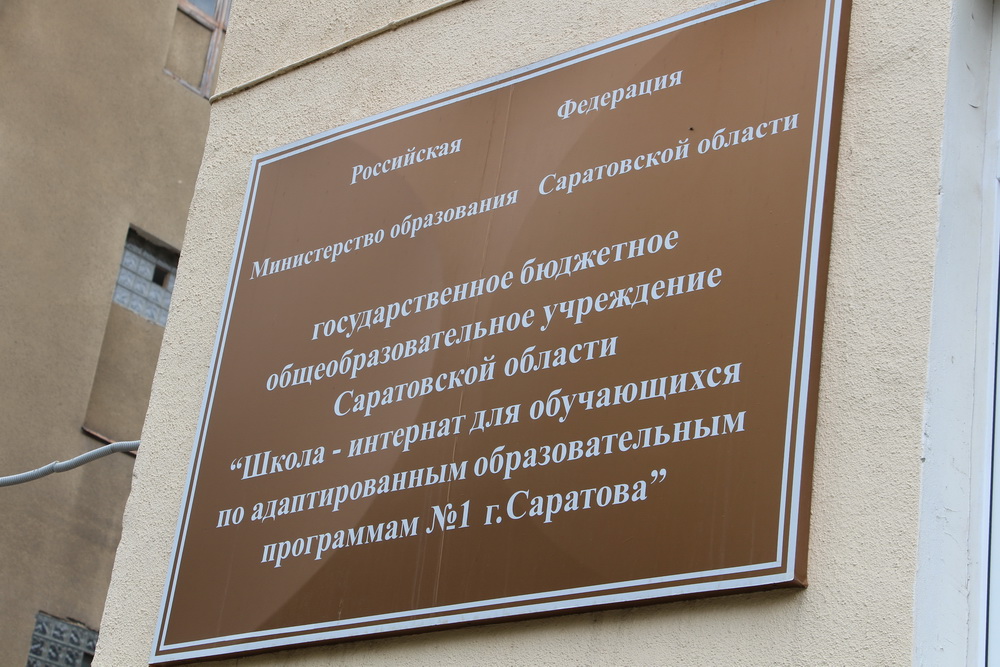 Российская Федерация
Министерство образования Саратовской области
государственное бюджетное
общеобразовательное учреждение
Саратовской области
“Школа - интернат для обучающихся
по адаптированным образовательным
программам №1 г.Саратова”